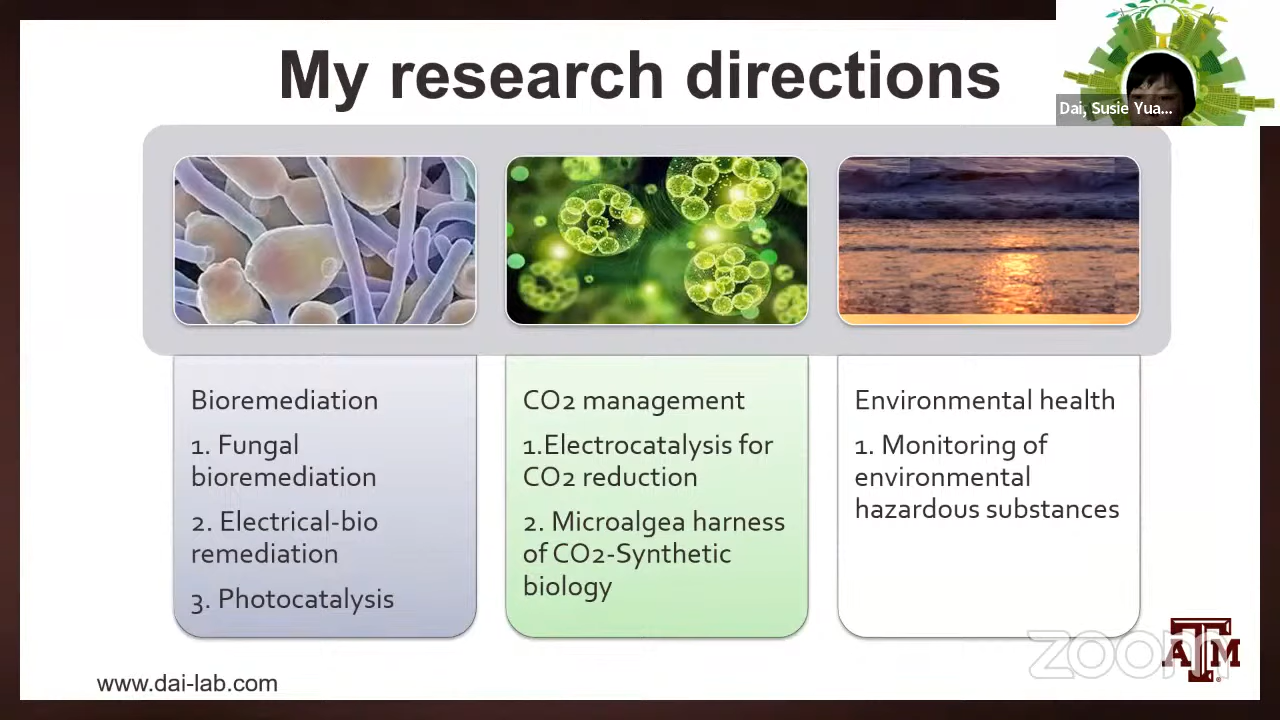 My research directions
Dai, Susie Yua...
Bioremediation
1. Fungal
bioremediation
2. Electrical-bio
remediation
3. Photocatalysis
CO2 management
1.Electrocatalysis for
CO2 reduction
2. Microalgea harness
of CO2-Synthetic
biology
Environmental health
1. Monitoring of
environmental
hazardous substances
www.dai-lab.com
zoom
ATM